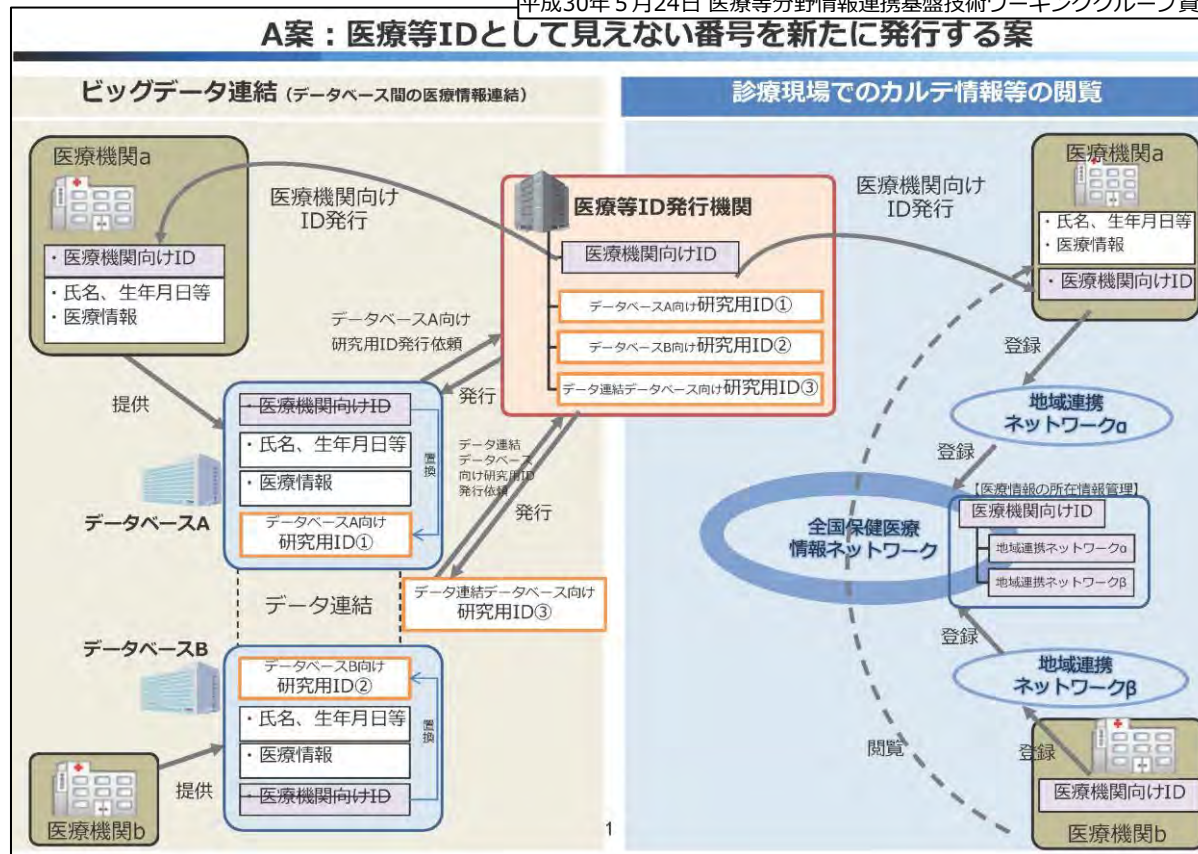 平成30年5月24日 医療等分野情報連携基盤技術ワーキンググループ資
A案：医療等IDとして見えない番号を新たに発行する案
ビッグデータ連結（データベース間の医療情報連結）
医療機関a
・医療機関向けID
・氏名、生年月日等
・医療情報
医療機関向け
ID発行
医療等ID発行機関
医療機関向けID
データベースA向け研究用ID①
データベースB向け研究用ID②
データ連結データベース向け研究用ID③
データベースA向け
研究用ID発行依頼
発行
提供
・医療機関向けID
・氏名、生年月日等
・医療情報
データベースA向け
研究用ID①
置換
データベースA
データ連結
データベース
向け研究用ID
発行依頼
発行
データ連結データベース向け
研究用ID③
データ連結
データベースB
データベースB向け
研究用ID②
・氏名、生年月日等
・医療情報
・医療機関向けID
置換
提供
医療機関b
診療現場でのカルテ情報等の閲覧
医療機関向け
ID発行
医療機関a
・氏名、生年月日等
・医療情報
・医療機関向けID
登録
地域連携
ネットワークα
登録
【医療情報の所在情報管理】
医療機関向けID
地域連携ネットワークα
地域連携ネットワークβ
全国保健医療
情報ネットワーク
登録
地域連携
ネットワークβ
閲覧
登録
医療機関向けID
医療機関b
1